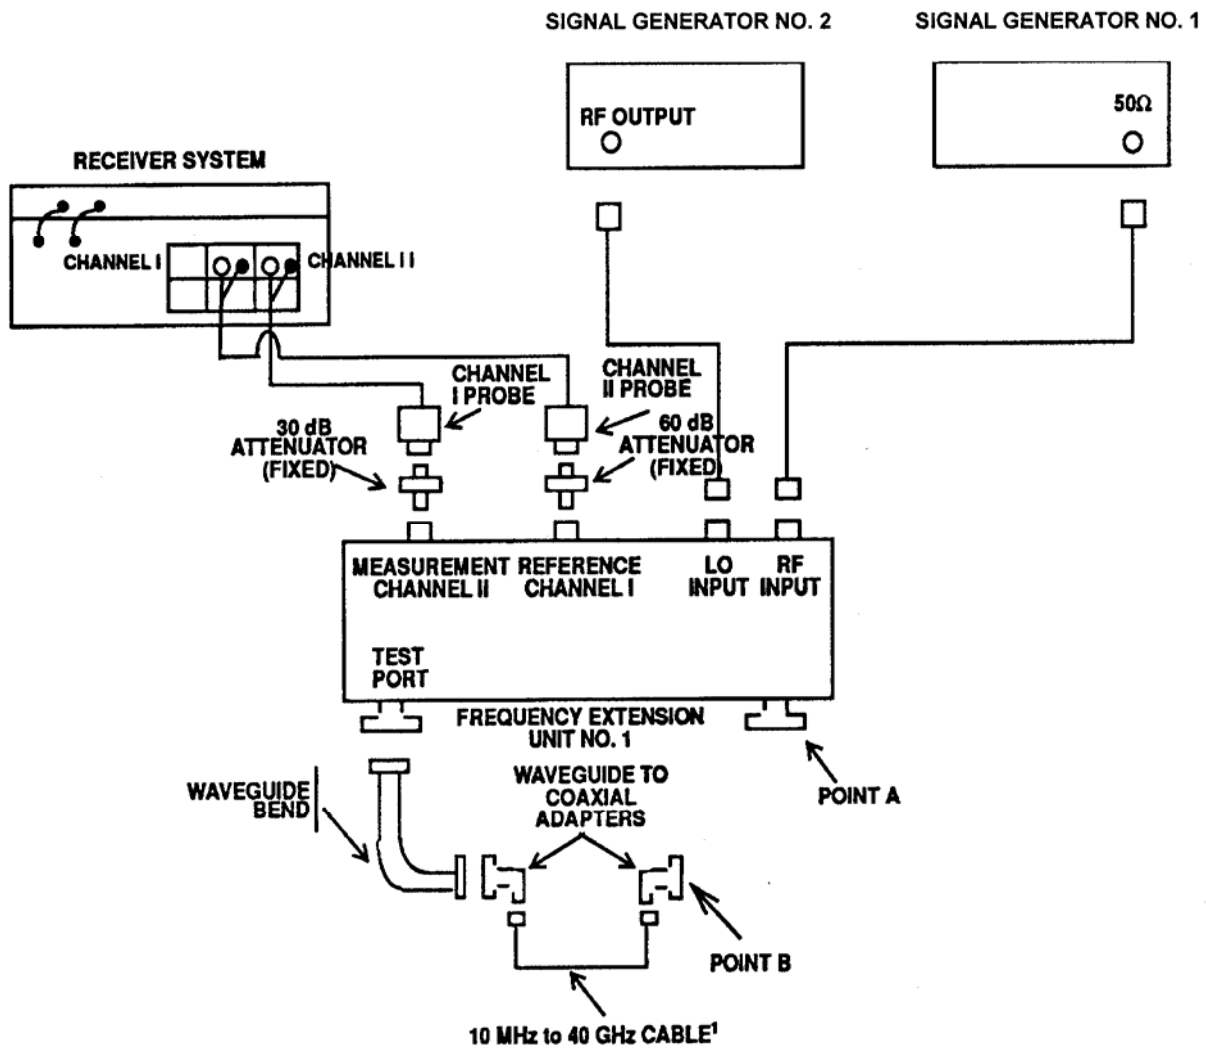 SIGNAL GENERATOR NO. 2
SIGNAL GENERATOR NO. 1
RF OUTPUT
50Ω
RECEIVER SYSTEM
CHANNEL I
CHANNEL I I
CHANNEL
I PROBE
CHANNEL
II PROBE
30 dB
ATTENUATOR
(FIXED)
60 dB
ATTENUATOR
(FIXED)
MEASUREMENT
CHANNEL II
REFERENCE
CHANNEL I
LO
INPUT
RF
INPUT
TEST
PORT
FREQUENCY EXTENSION
UNIT NO. 1
WAVEGUIDE
BEND
WAVEGUIDE TO
COAXIAL
ADAPTERS
POINT A
POINT B
10 MHz to 40 GHz CABLE¹